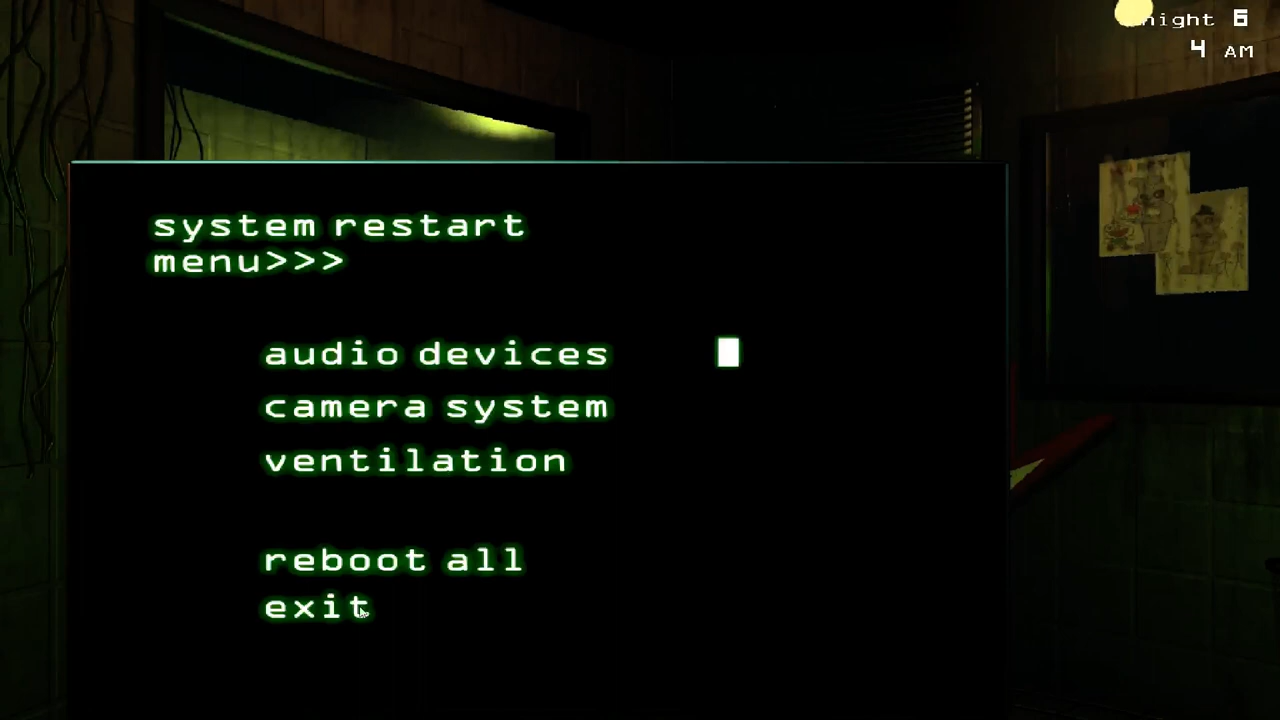 night 6
4 AM
system restart
menu>>>
audio devices
camera system
ventilation
reboot all
exit